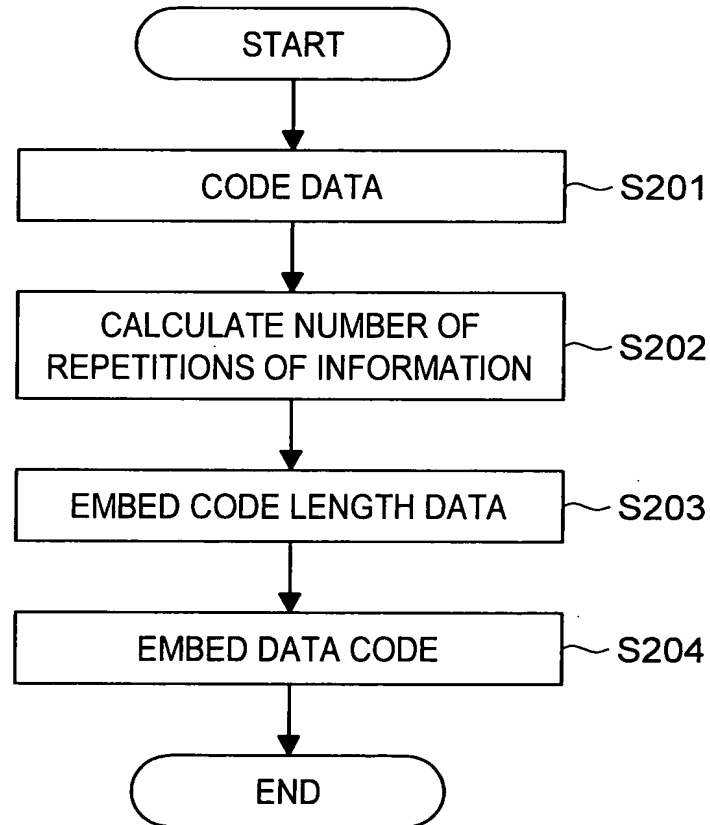 START
CODE DATA
S201
CALCULATE NUMBER OF
REPETITIONS OF INFORMATION
S202
EMBED CODE LENGTH DATA
S203
EMBED DATA CODE
S204
END